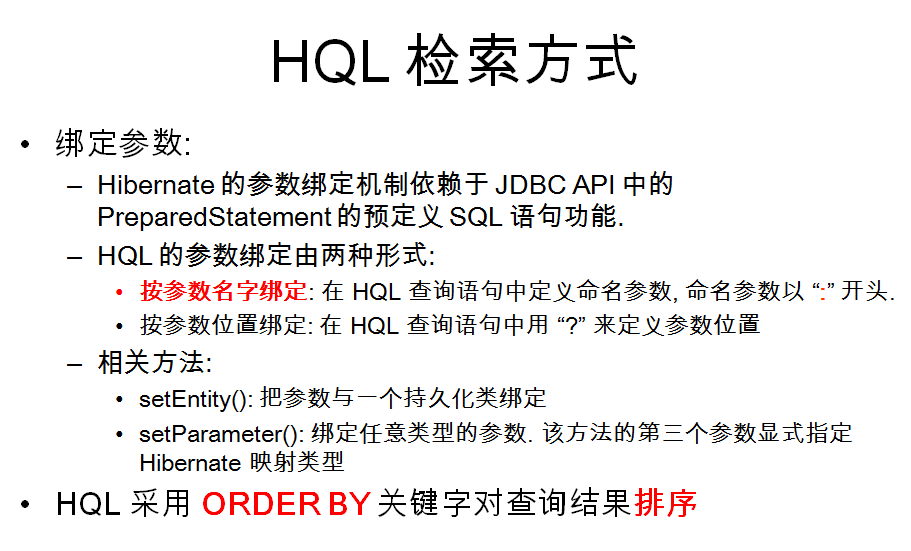 HQL 检索方式
• 绑定参数:
– Hibernate 的参数绑定机制依赖于 JDBC API 中的
PreparedStatement 的预定义 SQL 语句功能.
– HQL 的参数绑定由两种形式:
• 按参数名字绑定: 在 HQL 查询语句中定义命名参数, 命名参数以 “:” 开头.
• 按参数位置绑定: 在 HQL 查询语句中用 “?” 来定义参数位置
– 相关方法:
• setEntity(): 把参数与一个持久化类绑定
• setParameter(): 绑定任意类型的参数. 该方法的第三个参数显式指定
Hibernate 映射类型
• HQL 采用 ORDER BY 关键字对查询结果排序